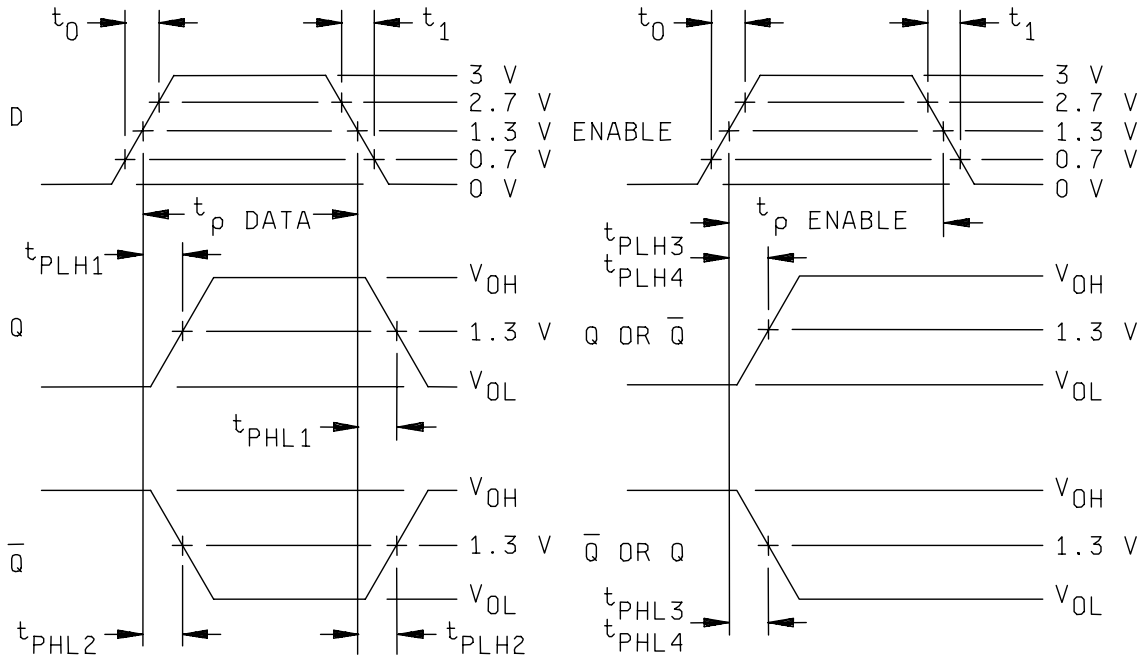 t0 t1
3 V
2.7 V
D 1.3 V
0.7 V
0 V
tp DATA
tPLH1
VOH
Q 1.3 V
VOL
tPHL1
VOH
Q̅ 1.3 V
VOL
tPHL2 tPLH2
t0 t1
3 V
2.7 V
ENABLE 1.3 V
0.7 V
0 V
tp ENABLE
tPLH3
tPLH4
VOH
Q OR Q̅ 1.3 V
VOL
VOH
Q̅ OR Q 1.3 V
VOL
tPHL3
tPHL4